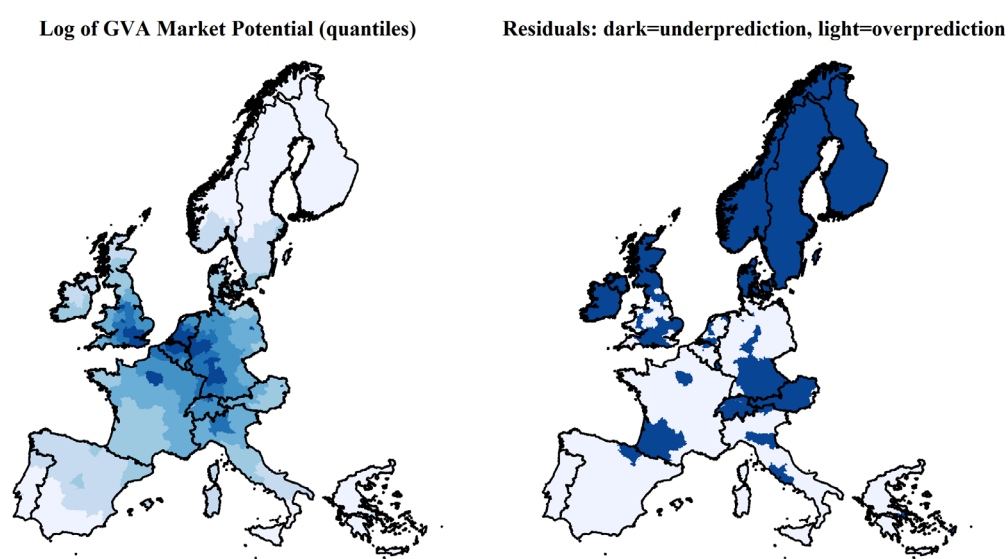 Log of GVA Market Potential (quantiles)
Residuals: dark=underprediction, light=overprediction